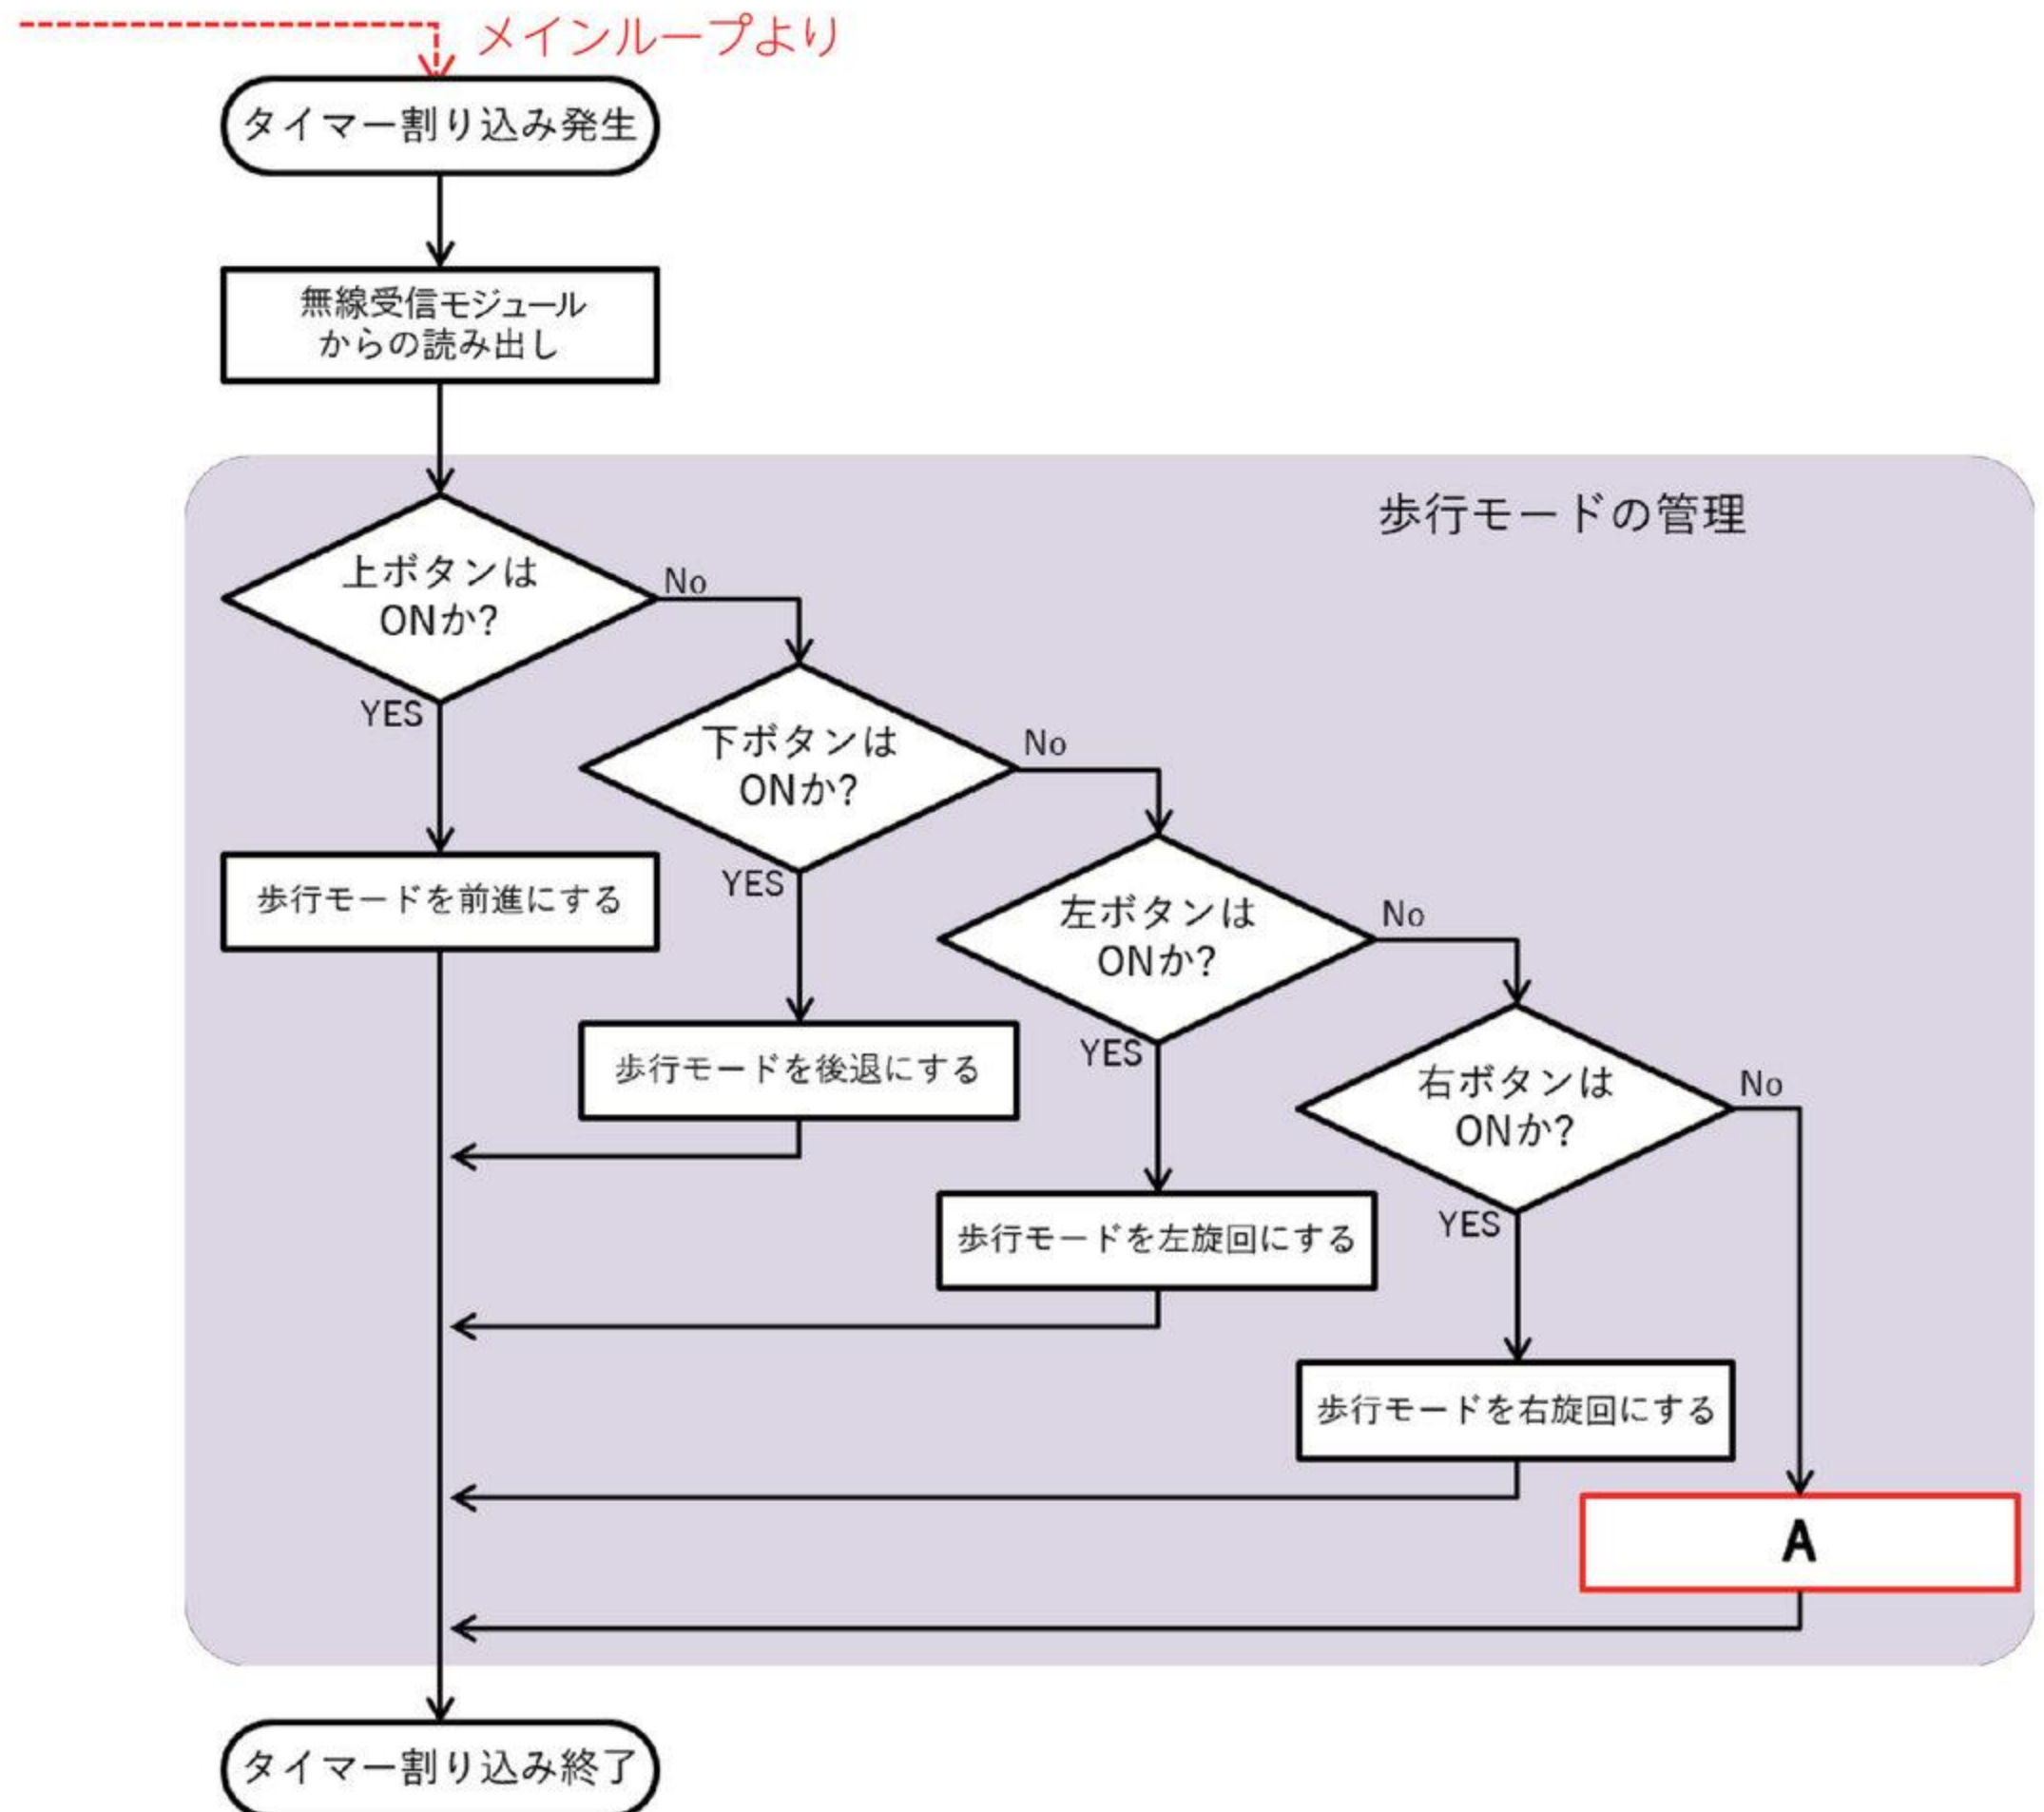 メインループより
タイマー割り込み発生
無線受信モジュール
からの読み出し
歩行モードの管理
上ボタンは
ONか?
No
YES
下ボタンは
ONか?
No
YES
歩行モードを前進にする
左ボタンは
ONか?
No
YES
歩行モードを後退にする
右ボタンは
ONか?
No
YES
歩行モードを左旋回にする
歩行モードを右旋回にする
A
タイマー割り込み終了